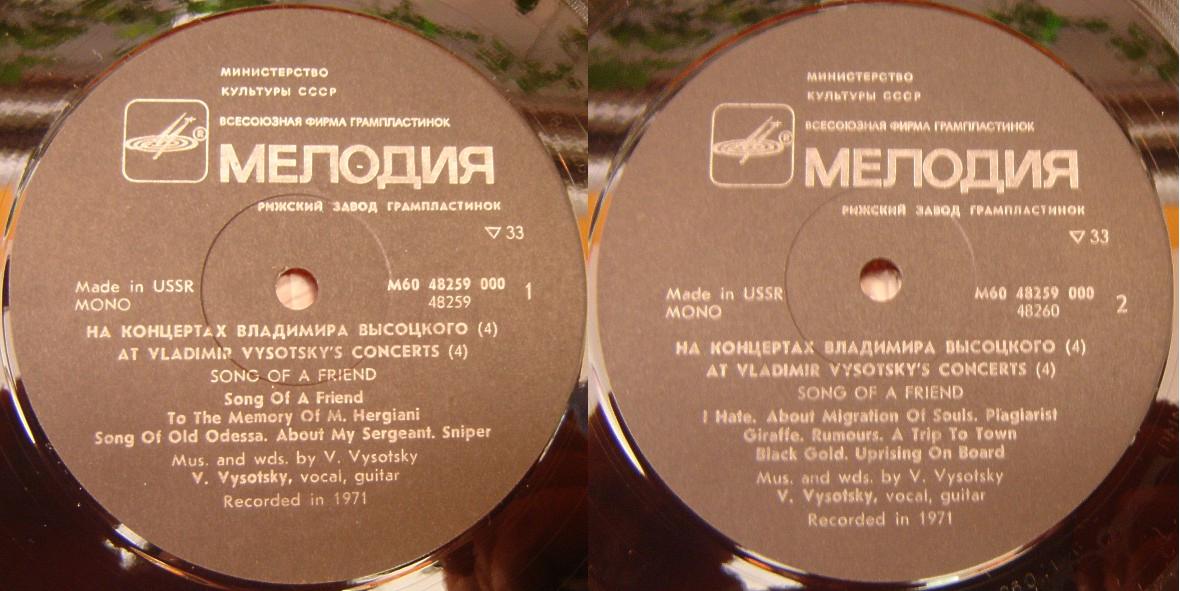 МИНИСТЕРСТВО
КУЛЬТУРЫ СССР
ВСЕСОЮЗНАЯ ФИРМА ГРАМПЛАСТИНОК
®
МЕЛОДИЯ
РИЖСКИЙ ЗАВОД ГРАМПЛАСТИНОК
▽ 33
Made in USSR
MONO
М60 48259 000
48259
1
НА КОНЦЕРТАХ ВЛАДИМИРА ВЫСОЦКОГО (4)
AT VLADIMIR VYSOTSKY'S CONCERTS (4)
SONG OF A FRIEND
Song Of A Friend
To The Memory Of M. Hergiani
Song Of Old Odessa. About My Sergeant. Sniper
Mus. and wds. by V. Vysotsky
V. Vysotsky, vocal, guitar
Recorded in 1971
МИНИСТЕРСТВО
КУЛЬТУРЫ СССР
ВСЕСОЮЗНАЯ ФИРМА ГРАМПЛАСТИНОК
®
МЕЛОДИЯ
РИЖСКИЙ ЗАВОД ГРАМПЛАСТИНОК
▽ 33
Made in USSR
MONO
М60 48259 000
48260
2
НА КОНЦЕРТАХ ВЛАДИМИРА ВЫСОЦКОГО (4)
AT VLADIMIR VYSOTSKY'S CONCERTS (4)
SONG OF A FRIEND
I Hate. About Migration Of Souls. Plagiarist
Giraffe. Rumours. A Trip To Town
Black Gold. Uprising On Board
Mus. and wds. by V. Vysotsky
V. Vysotsky, vocal, guitar
Recorded in 1971